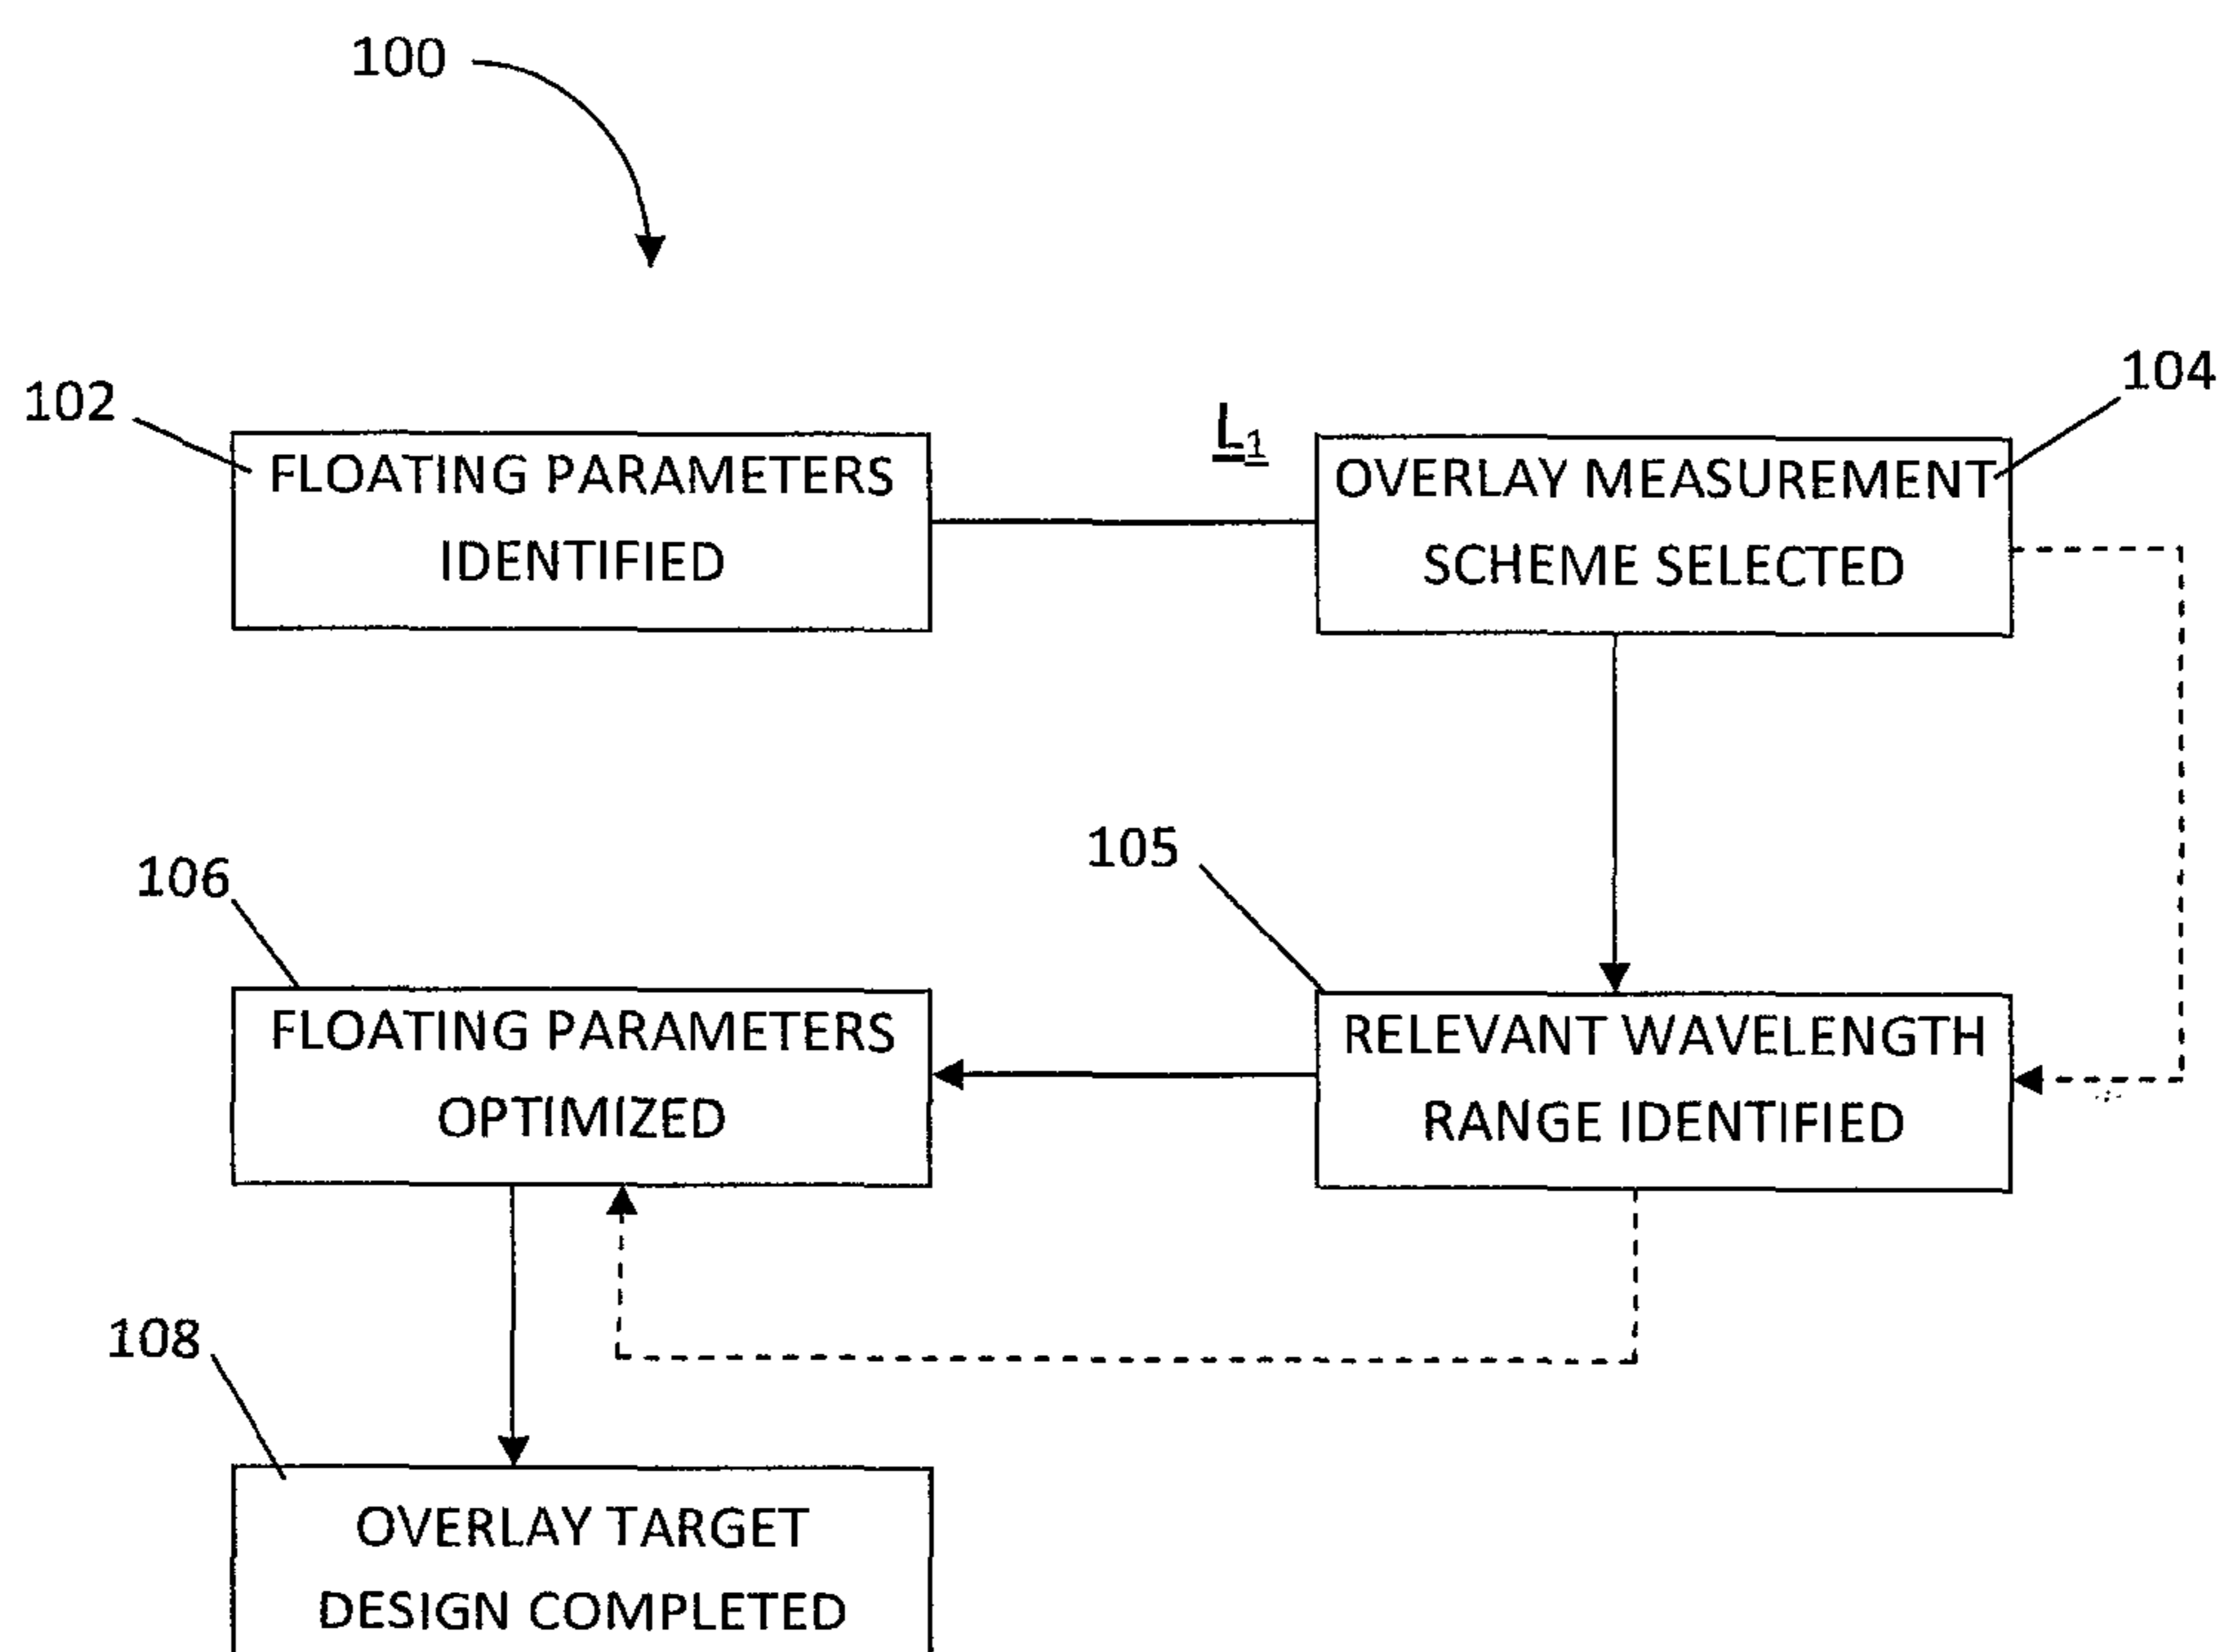 100
102
FLOATING PARAMETERS
IDENTIFIED
L1
104
OVERLAY MEASUREMENT
SCHEME SELECTED
106
FLOATING PARAMETERS
OPTIMIZED
105
RELEVANT WAVELENGTH
RANGE IDENTIFIED
108
OVERLAY TARGET
DESIGN COMPLETED